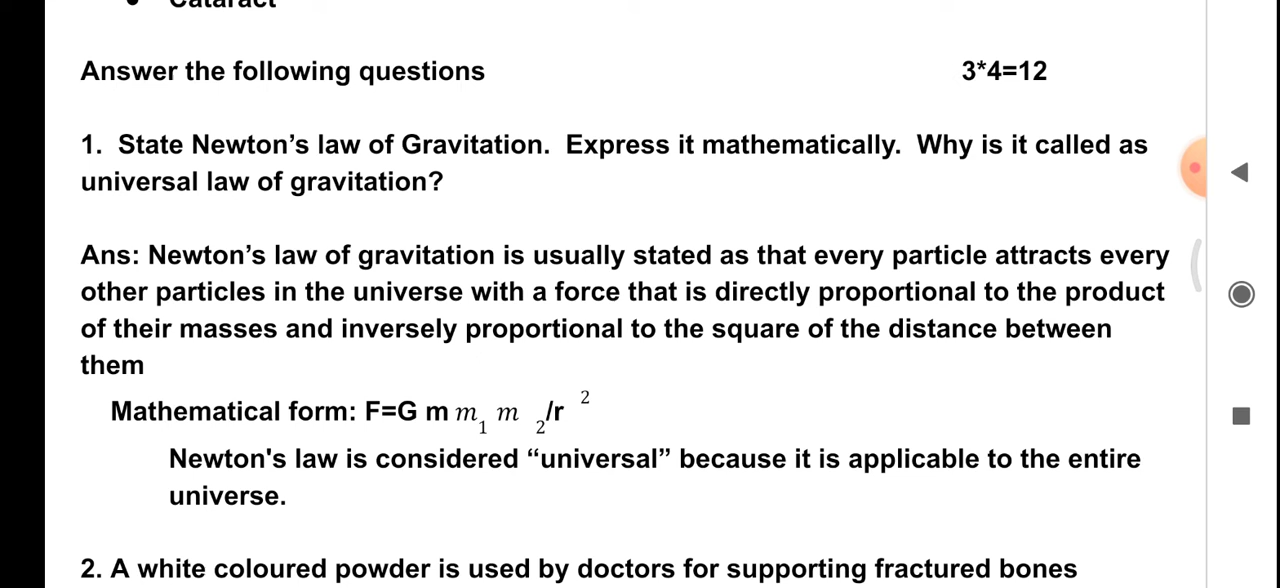 • Cataract
Answer the following questions 3*4=12
1. State Newton's law of Gravitation. Express it mathematically. Why is it called as
universal law of gravitation?
Ans: Newton's law of gravitation is usually stated as that every particle attracts every
other particles in the universe with a force that is directly proportional to the product
of their masses and inversely proportional to the square of the distance between
them
Mathematical form: F=G m m₁ m ₂/r ²
Newton's law is considered “universal” because it is applicable to the entire
universe.
2. A white coloured powder is used by doctors for supporting fractured bones